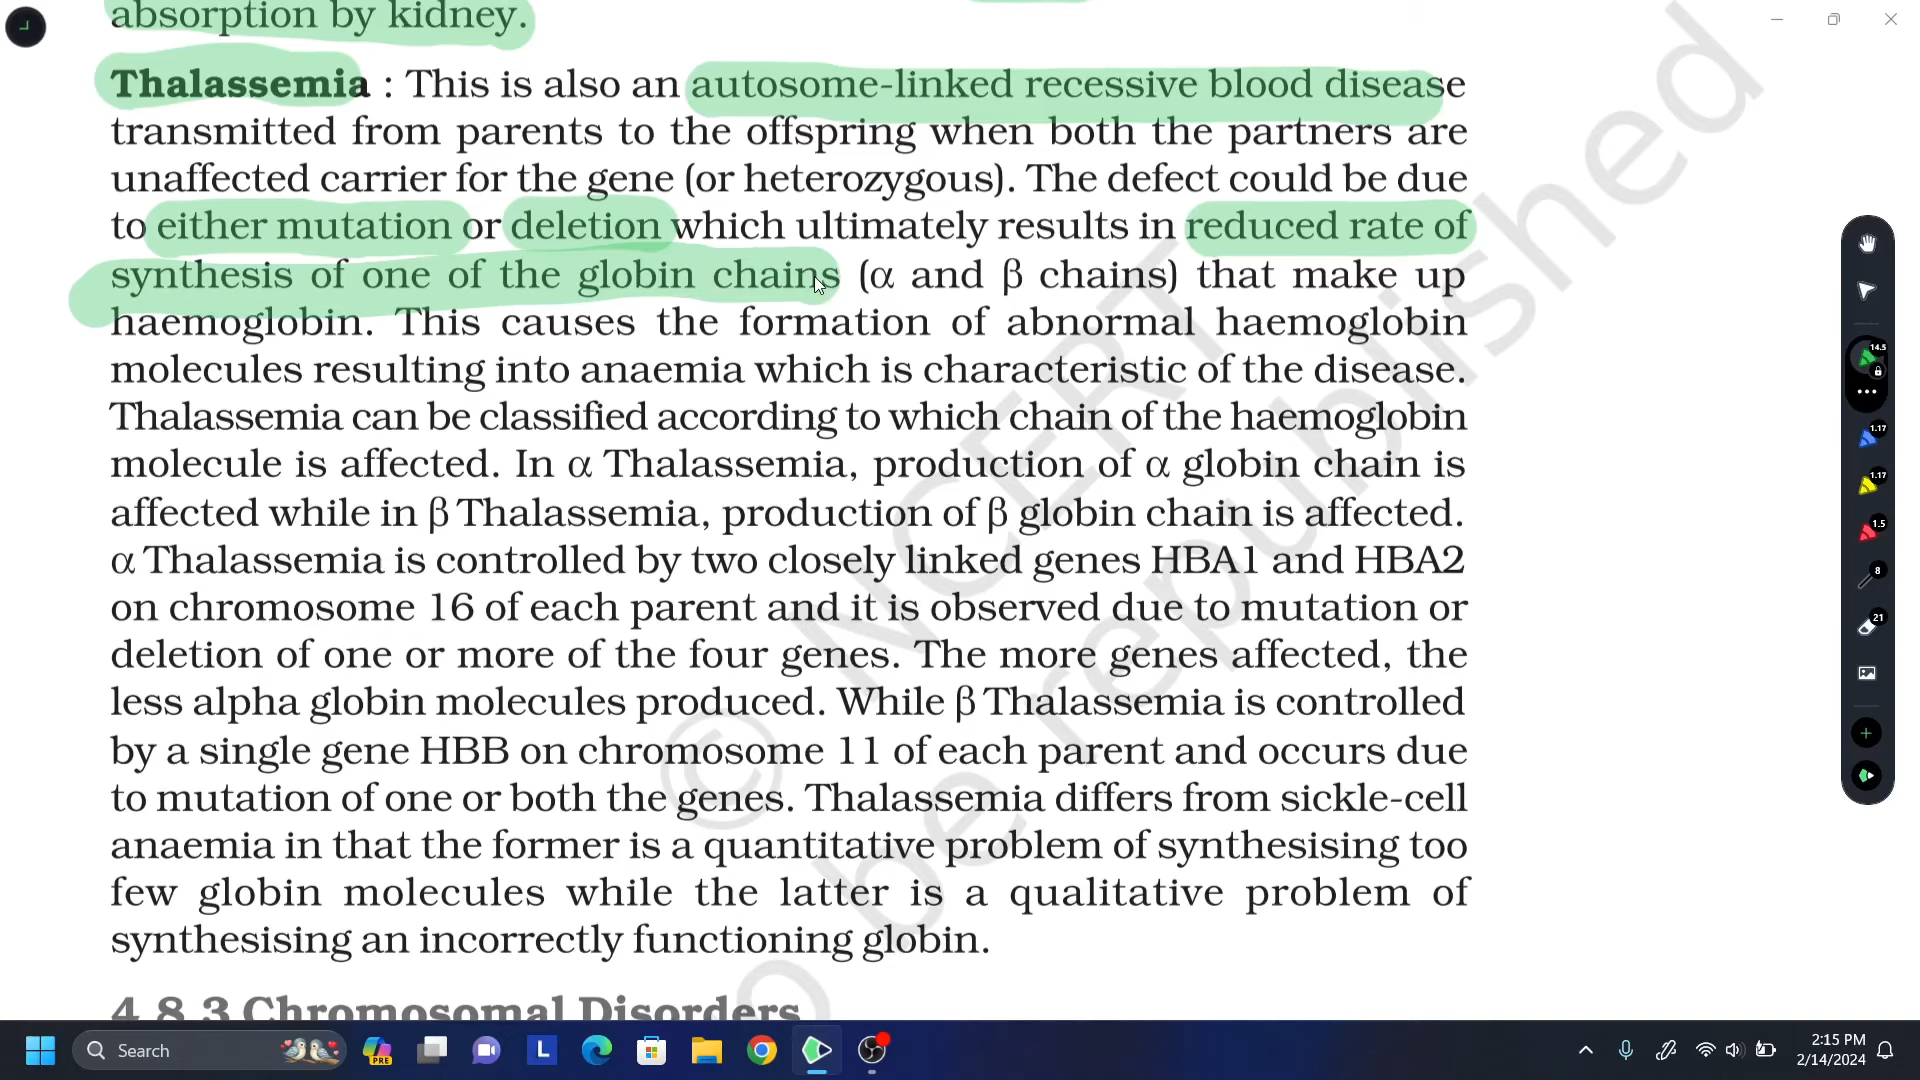 absorption by kidney.
Thalassemia : This is also an autosome-linked recessive blood disease
transmitted from parents to the offspring when both the partners are
unaffected carrier for the gene (or heterozygous). The defect could be due
to either mutation or deletion which ultimately results in reduced rate of
synthesis of one of the globin chains (α and β chains) that make up
haemoglobin. This causes the formation of abnormal haemoglobin
molecules resulting into anaemia which is characteristic of the disease.
Thalassemia can be classified according to which chain of the haemoglobin
molecule is affected. In α Thalassemia, production of α globin chain is
affected while in β Thalassemia, production of β globin chain is affected.
α Thalassemia is controlled by two closely linked genes HBA1 and HBA2
on chromosome 16 of each parent and it is observed due to mutation or
deletion of one or more of the four genes. The more genes affected, the
less alpha globin molecules produced. While β Thalassemia is controlled
by a single gene HBB on chromosome 11 of each parent and occurs due
to mutation of one or both the genes. Thalassemia differs from sickle-cell
anaemia in that the former is a quantitative problem of synthesising too
few globin molecules while the latter is a qualitative problem of
synthesising an incorrectly functioning globin.
4.8.3 Chromosomal Disorders
© NCERT
o be republished
14.5
1.17
1.17
1.5
8
21
Search
PRE
L
2:15 PM
2/14/2024